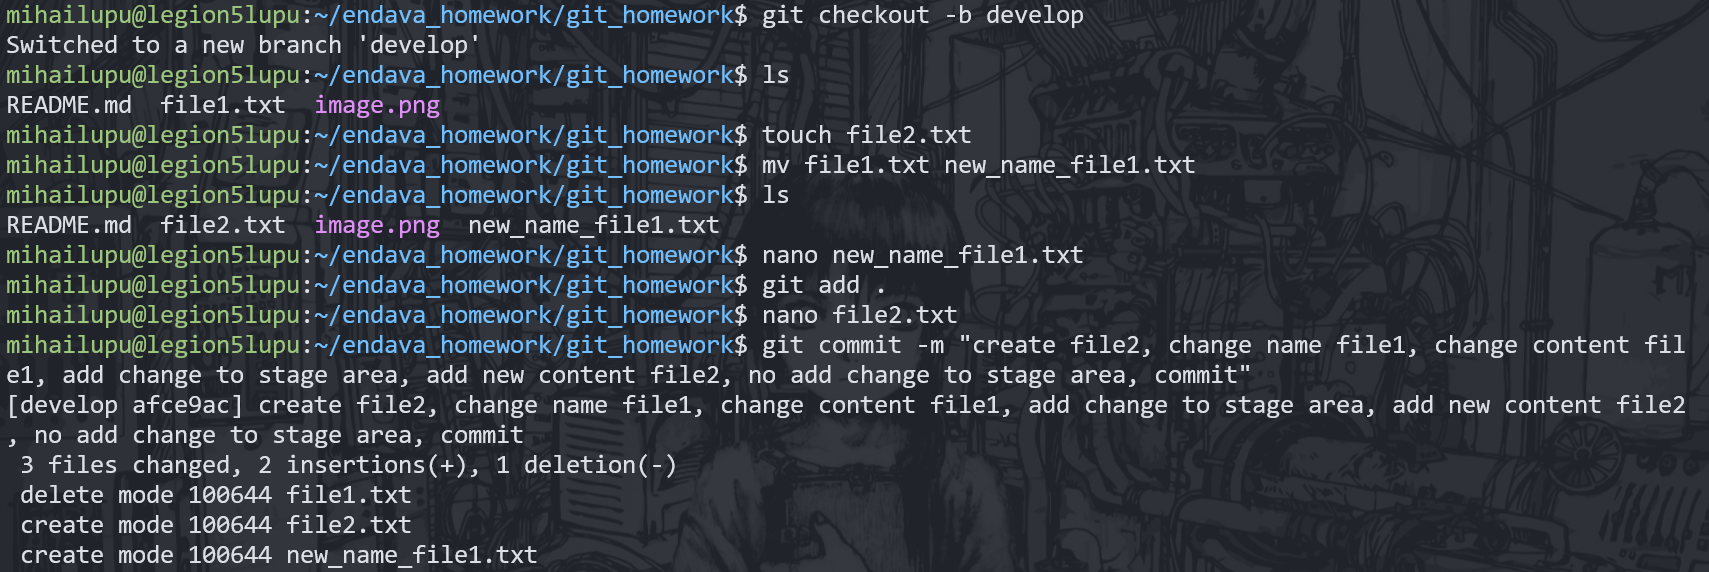 mihailupu@legion5lupu:~/endava_homework/git_homework$ git checkout -b develop
Switched to a new branch 'develop'
mihailupu@legion5lupu:~/endava_homework/git_homework$ ls
README.md  file1.txt  image.png
mihailupu@legion5lupu:~/endava_homework/git_homework$ touch file2.txt
mihailupu@legion5lupu:~/endava_homework/git_homework$ mv file1.txt new_name_file1.txt
mihailupu@legion5lupu:~/endava_homework/git_homework$ ls
README.md  file2.txt  image.png  new_name_file1.txt
mihailupu@legion5lupu:~/endava_homework/git_homework$ nano new_name_file1.txt
mihailupu@legion5lupu:~/endava_homework/git_homework$ git add .
mihailupu@legion5lupu:~/endava_homework/git_homework$ nano file2.txt
mihailupu@legion5lupu:~/endava_homework/git_homework$ git commit -m "create file2, change name file1, change content fil
e1, add change to stage area, add new content file2, no add change to stage area, commit"
[develop afce9ac] create file2, change name file1, change content file1, add change to stage area, add new content file2
, no add change to stage area, commit
 3 files changed, 2 insertions(+), 1 deletion(-)
 delete mode 100644 file1.txt
 create mode 100644 file2.txt
 create mode 100644 new_name_file1.txt